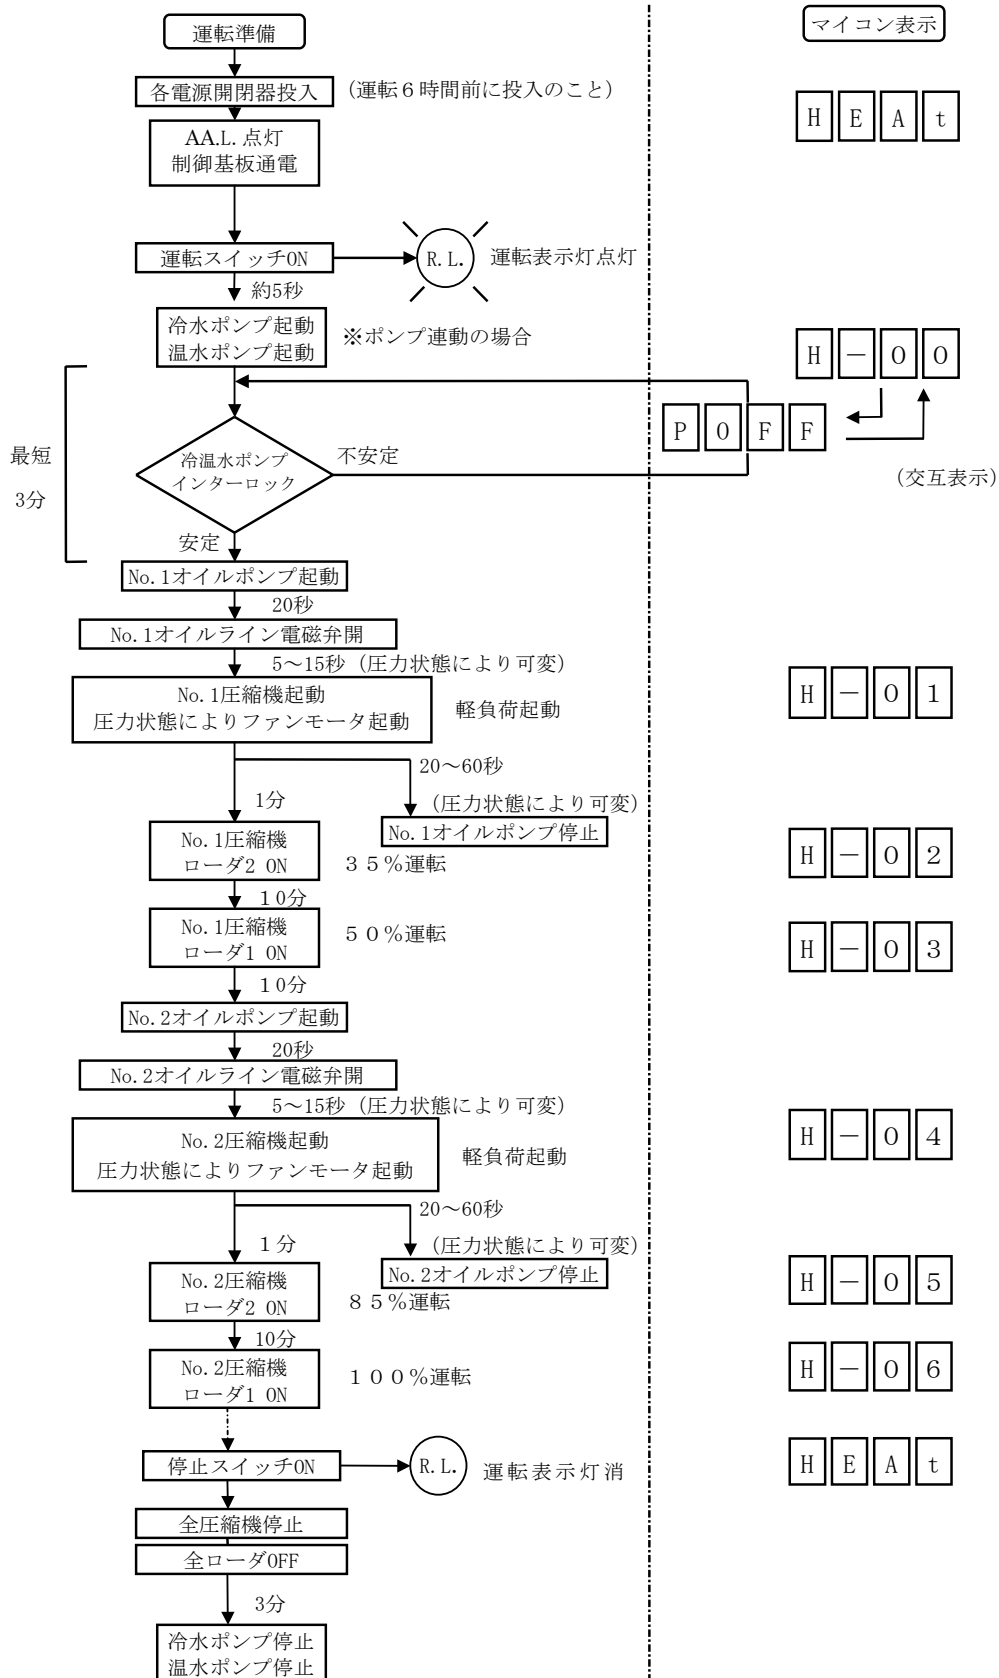 運転準備
マイコン表示
各電源開閉器投入
(運転6時間前に投入のこと)
H E A t
AA.L.点灯
制御基板通電
運転スイッチON
R.L.
運転表示灯点灯
約5秒
冷水ポンプ起動
温水ポンプ起動
※ポンプ連動の場合
H － 0 0
P O F F
(交互表示)
最短
3分
冷温水ポンプ
インターロック
不安定
安定
No.1オイルポンプ起動
20秒
No.1オイルライン電磁弁開
5～15秒 (圧力状態により可変)
No.1圧縮機起動
圧力状態によりファンモータ起動
軽負荷起動
H － 0 1
20～60秒
(圧力状態により可変)
No.1オイルポンプ停止
1分
No.1圧縮機
ローダ2 ON
３５％運転
H － 0 2
１0分
No.1圧縮機
ローダ1 ON
５０％運転
H － 0 3
１0分
No.2オイルポンプ起動
20秒
No.2オイルライン電磁弁開
5～15秒 (圧力状態により可変)
No.2圧縮機起動
圧力状態によりファンモータ起動
軽負荷起動
H － 0 4
20～60秒
(圧力状態により可変)
No.2オイルポンプ停止
１分
No.2圧縮機
ローダ2 ON
８５％運転
H － 0 5
10分
No.2圧縮機
ローダ1 ON
１００％運転
H － 0 6
停止スイッチON
R.L.
運転表示灯消
H E A t
全圧縮機停止
全ローダOFF
3分
冷水ポンプ停止
温水ポンプ停止